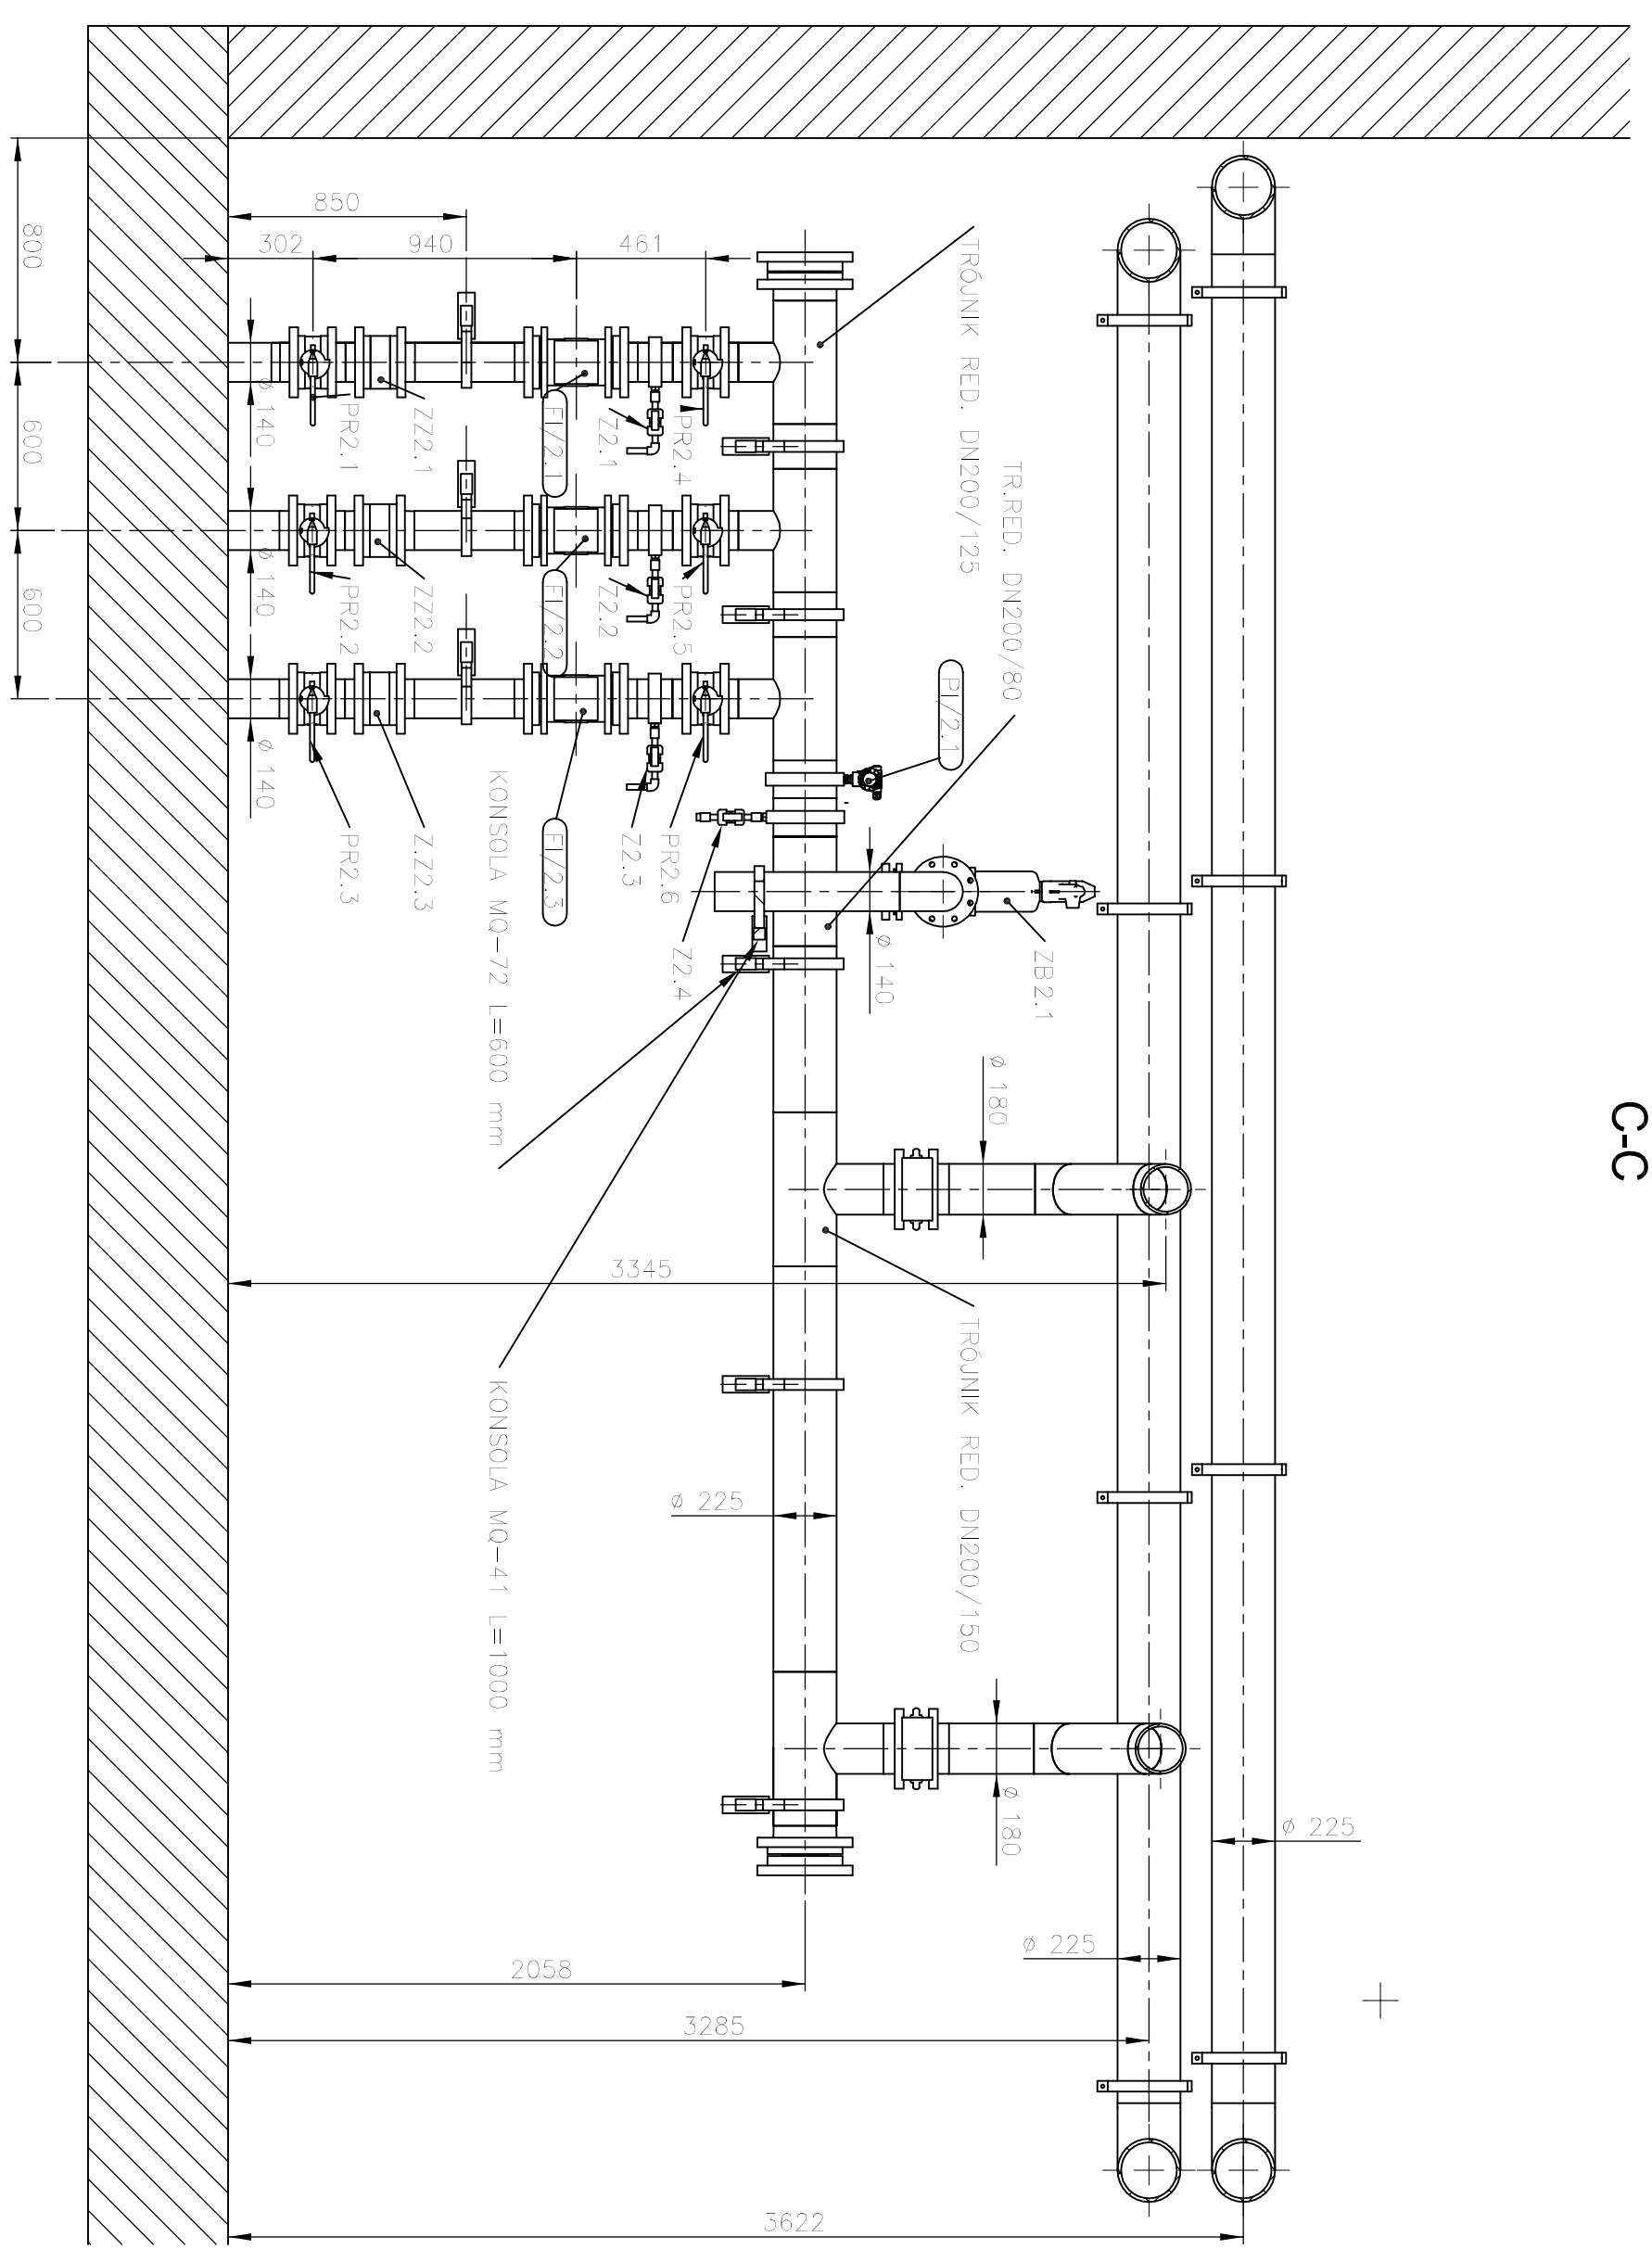 C-C
TRÓJNIK RED. DN200/125
TR.RED. DN200/80
PI/2.1
ZB2.1
TRÓJNIK RED. DN200/150
PR2.4
Z2.1
FI/2.1
ZZ2.1
PR2.1
PR2.5
Z2.2
FI/2.2
ZZ2.2
PR2.2
PR2.6
Z2.3
FI/2.3
Z.Z2.3
PR2.3
Z2.4
KONSOLA MQ-72 L=600 mm
KONSOLA MQ-41 L=1000 mm
800
600
600
850
302
940
461
ø 140
ø 140
ø 140
ø 140
ø 180
ø 180
3345
ø 225
ø 225
ø 225
2058
3285
3622